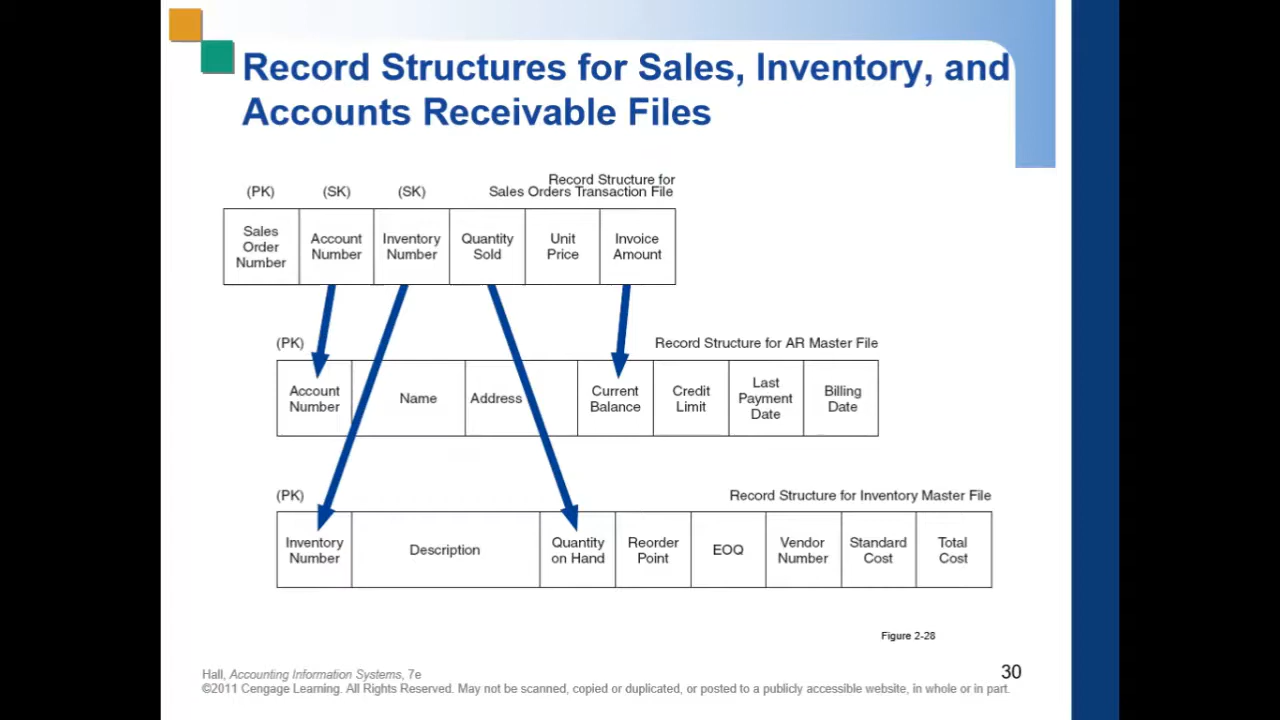 Record Structures for Sales, Inventory, and
Accounts Receivable Files
Record Structure for
Sales Orders Transaction File
(PK)
(SK)
(SK)
Sales
Order
Number
Account
Number
Inventory
Number
Quantity
Sold
Unit
Price
Invoice
Amount
(PK)
Record Structure for AR Master File
Account
Number
Name
Address
Current
Balance
Credit
Limit
Last
Payment
Date
Billing
Date
(PK)
Record Structure for Inventory Master File
Inventory
Number
Description
Quantity
on Hand
Reorder
Point
EOQ
Vendor
Number
Standard
Cost
Total
Cost
Figure 2-28
Hall, Accounting Information Systems, 7e
©2011 Cengage Learning. All Rights Reserved. May not be scanned, copied or duplicated, or posted to a publicly accessible website, in whole or in part.
30